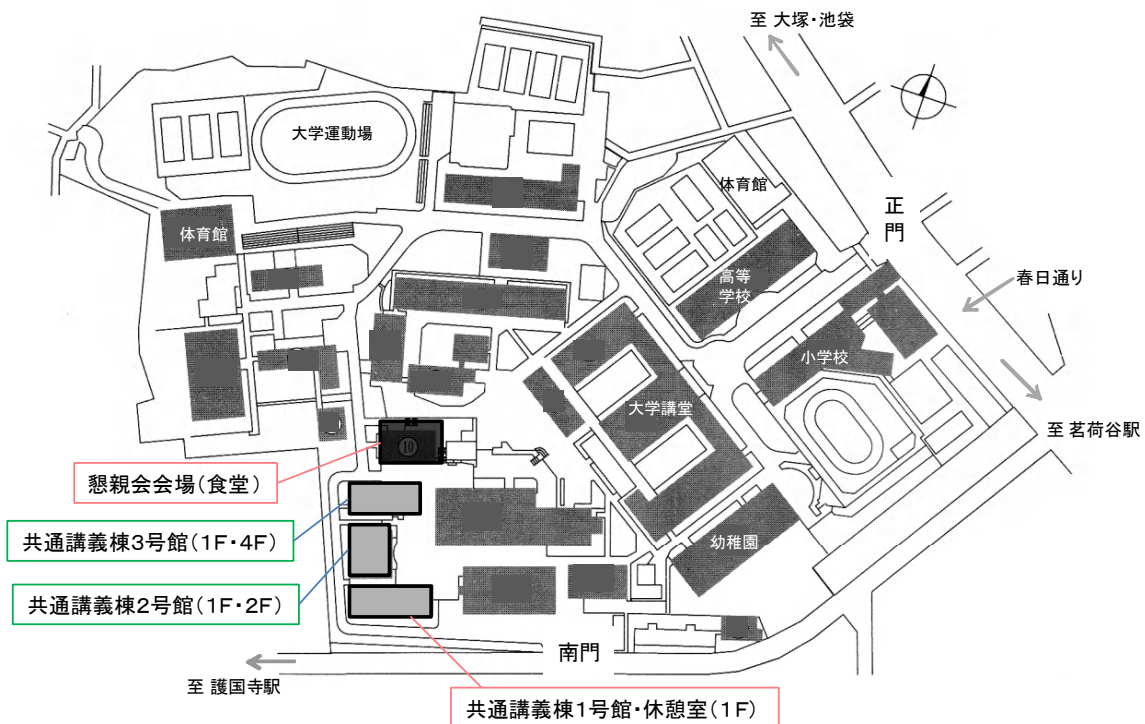 至 大塚・池袋
大学運動場
体育館
正
門
体育館
春日通り
高等
学校
小学校
大学講堂
至 茗荷谷駅
10
懇親会会場(食堂)
共通講義棟3号館(1F・4F)
幼稚園
共通講義棟2号館(1F・2F)
南門
至 護国寺駅
共通講義棟1号館・休憩室(1F)